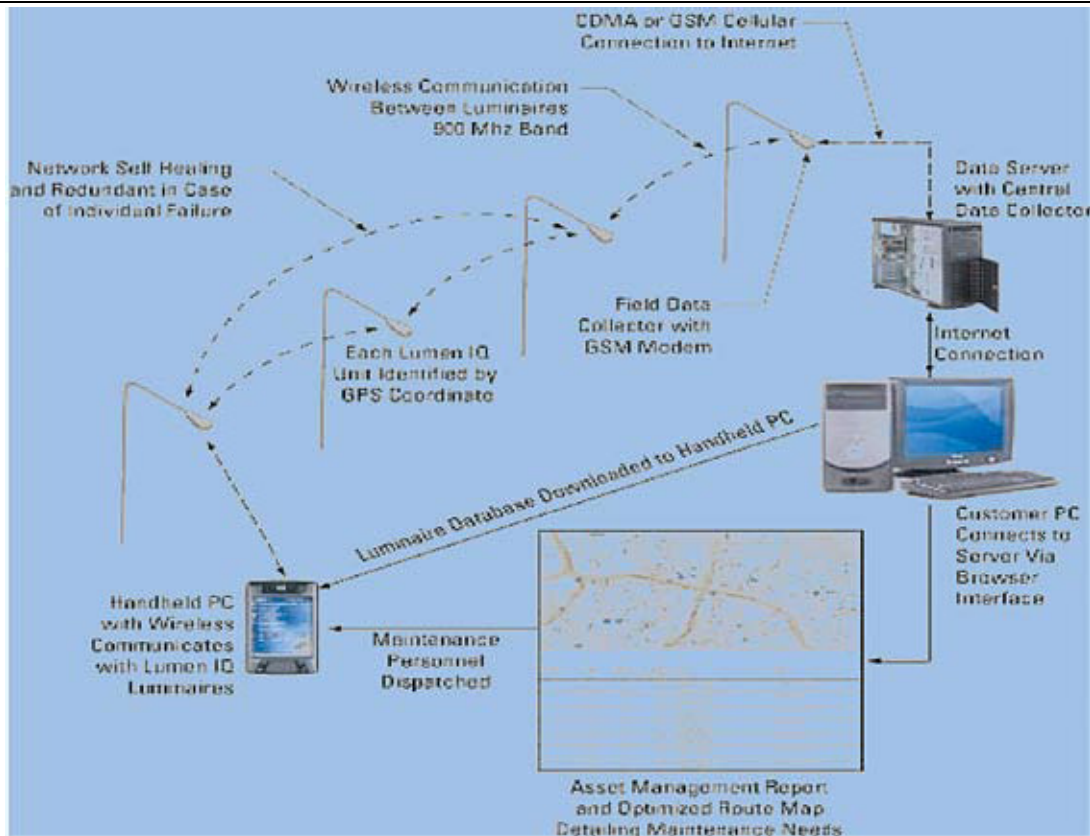 CDMA or GSM Cellular
Connection to Internet
Wireless Communication
Between Luminaires
900 Mhz Band
Network Self Healing
and Redundant in Case
of Individual Failure
Data Server
with Central
Data Collector
Field Data
Collector with
GSM Modem
Each Lumen IQ
Unit Identified by
GPS Coordinate
Internet
Connection
Luminaire Database Downloaded to Handheld PC
Customer PC
Connects to
Server Via
Browser
Interface
Handheld PC
with Wireless
Communicates
with Lumen IQ
Luminaires
Maintenance
Personnel
Dispatched
Asset Management Report
and Optimized Route Map
Detailing Maintenance Needs